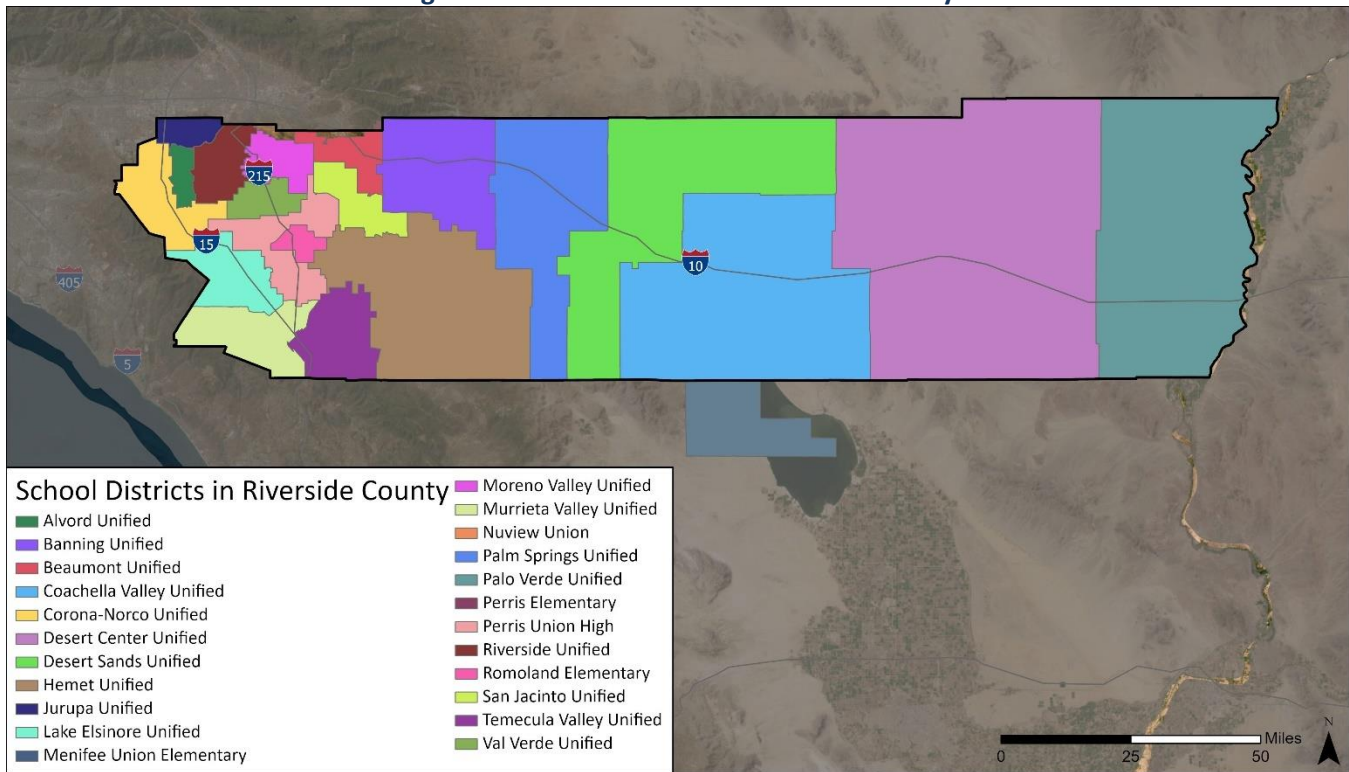 215
15
10
405
5
School Districts in Riverside County
Alvord Unified
Banning Unified
Beaumont Unified
Coachella Valley Unified
Corona-Norco Unified
Desert Center Unified
Desert Sands Unified
Hemet Unified
Jurupa Unified
Lake Elsinore Unified
Menifee Union Elementary
Moreno Valley Unified
Murrieta Valley Unified
Nuview Union
Palm Springs Unified
Palo Verde Unified
Perris Elementary
Perris Union High
Riverside Unified
Romoland Elementary
San Jacinto Unified
Temecula Valley Unified
Val Verde Unified
N
Miles
0 25 50